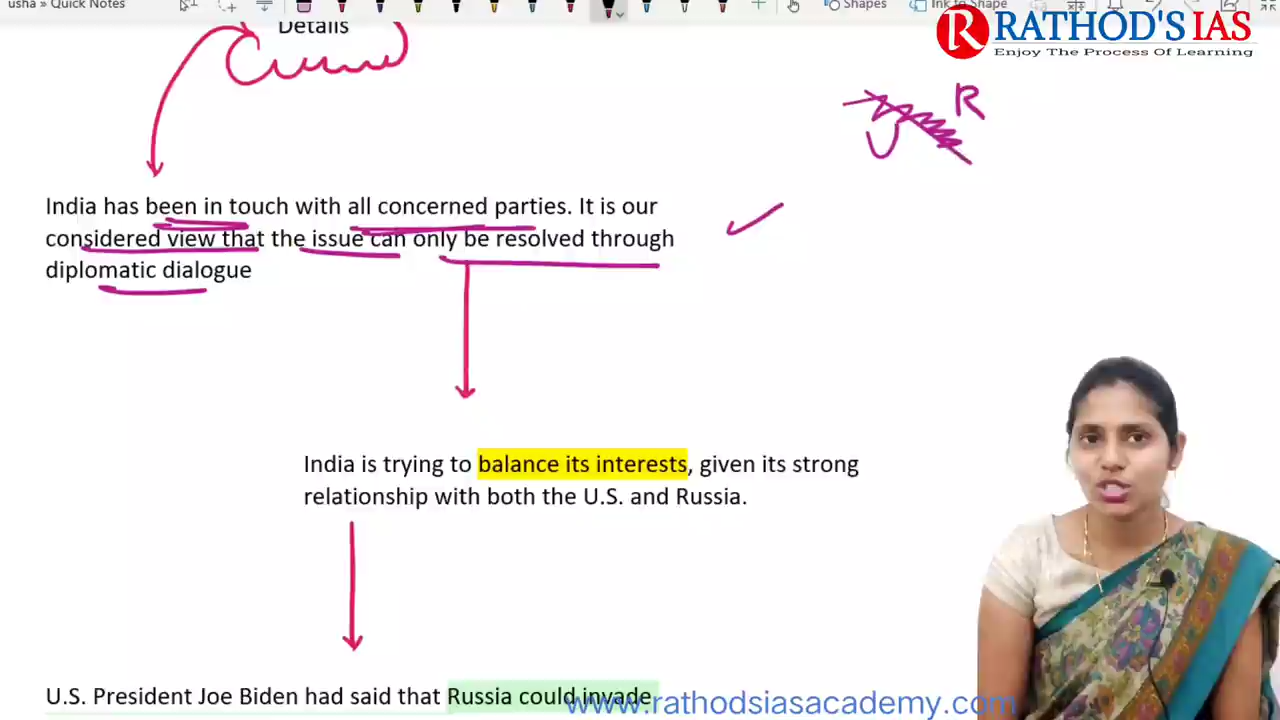 usha » Quick Notes
Shapes
Ink to Shape
Details
RATHOD'S IAS
Enjoy The Process Of Learning
R
U
India has been in touch with all concerned parties. It is our
considered view that the issue can only be resolved through
diplomatic dialogue
India is trying to balance its interests, given its strong
relationship with both the U.S. and Russia.
U.S. President Joe Biden had said that Russia could invade
www.rathodsiasacademy.com